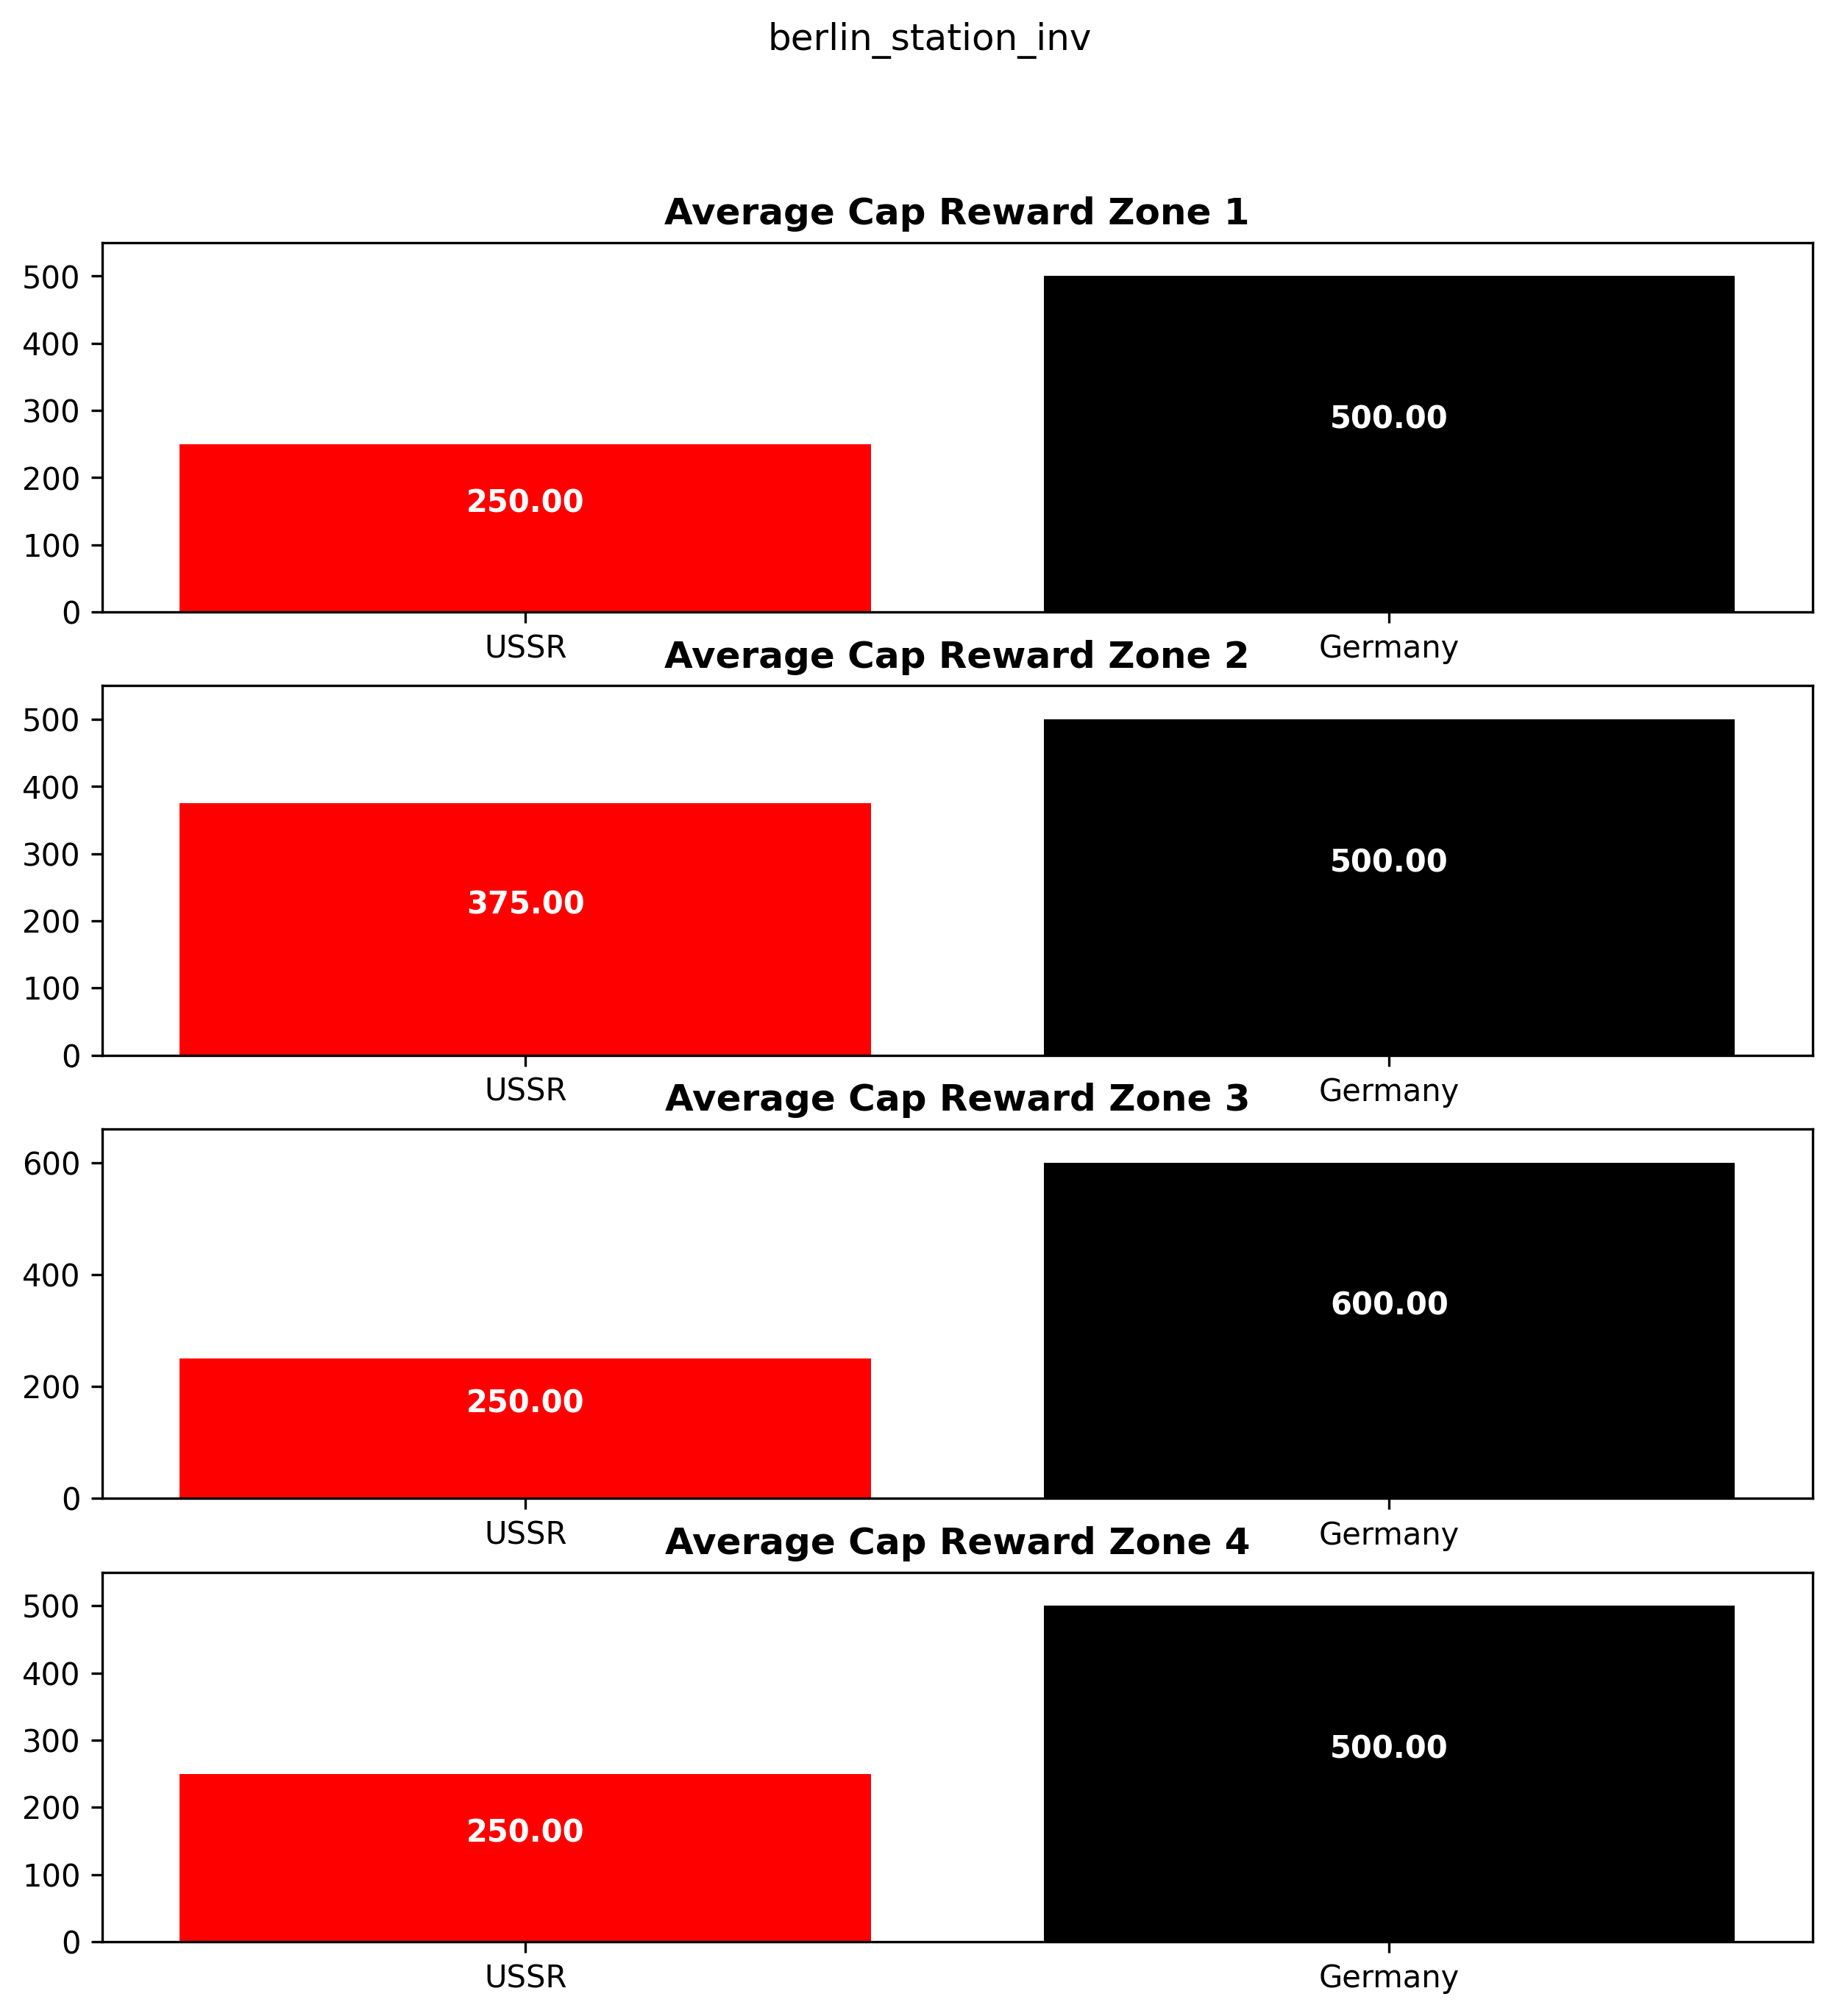 berlin_station_inv
Average Cap Reward Zone 1
500
400
300
200
100
0
250.00
500.00
USSR
Germany
Average Cap Reward Zone 2
500
400
300
200
100
0
375.00
500.00
USSR
Germany
Average Cap Reward Zone 3
600
400
200
0
250.00
600.00
USSR
Germany
Average Cap Reward Zone 4
500
400
300
200
100
0
250.00
500.00
USSR
Germany